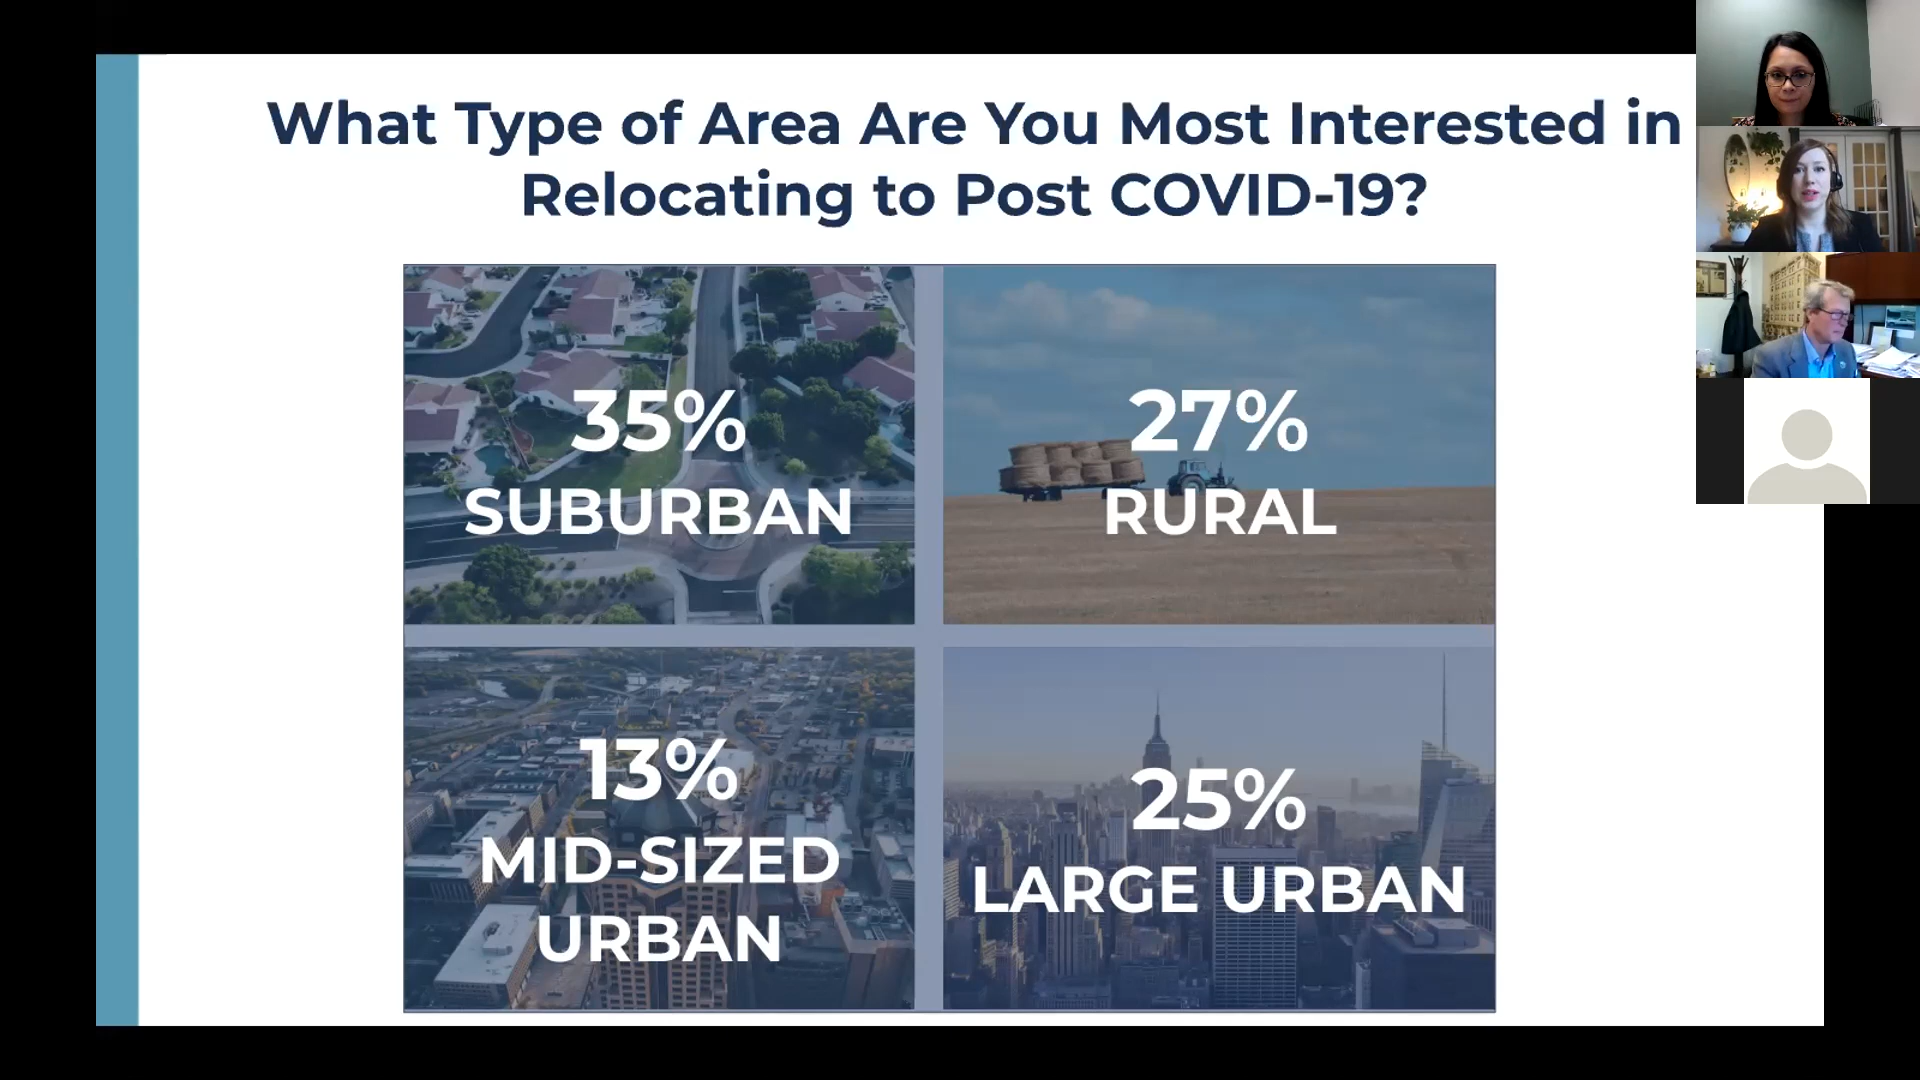 What Type of Area Are You Most Interested in
Relocating to Post COVID-19?
35%
SUBURBAN
27%
RURAL
13%
MID-SIZED
URBAN
25%
LARGE URBAN